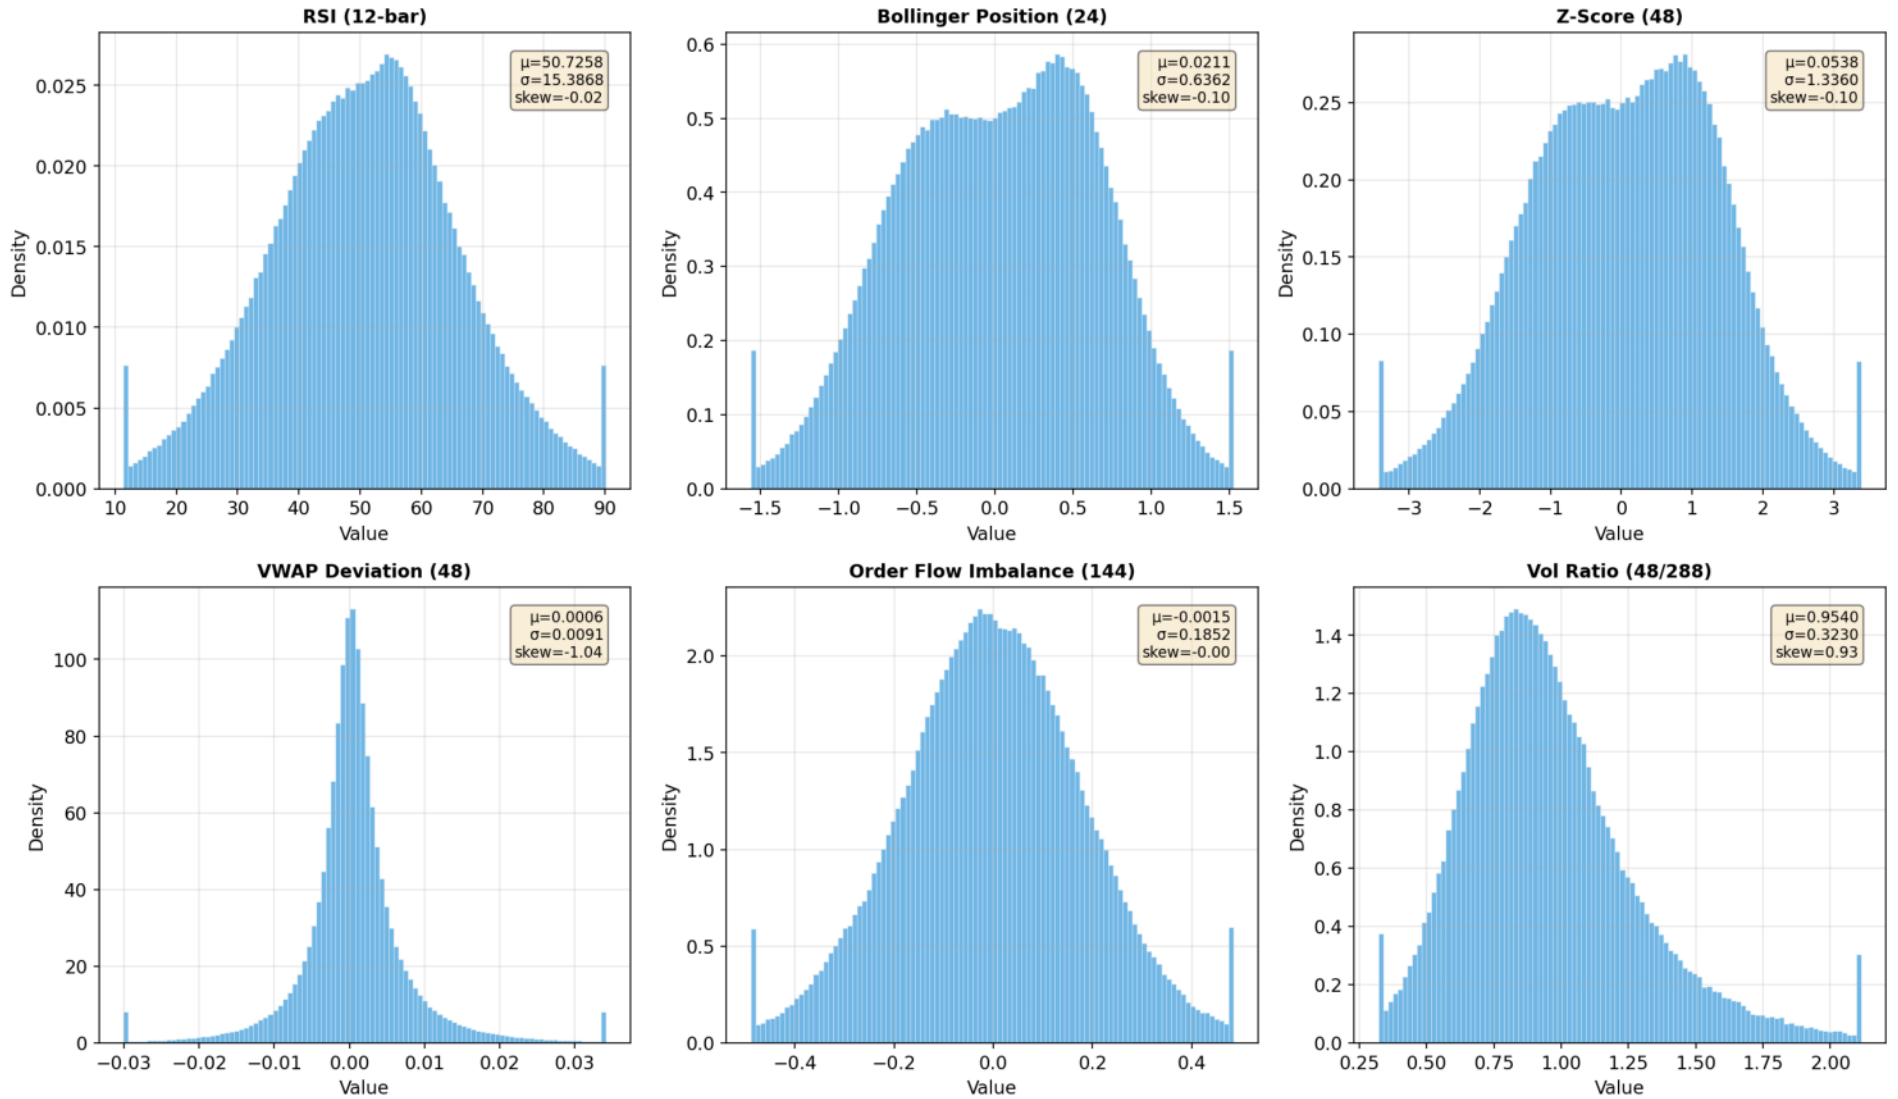 RSI (12-bar)
μ=50.7258
σ=15.3868
skew=-0.02
Density
0.025
0.020
0.015
0.010
0.005
0.000
10 20 30 40 50 60 70 80 90
Value
Bollinger Position (24)
μ=0.0211
σ=0.6362
skew=-0.10
Density
0.6
0.5
0.4
0.3
0.2
0.1
0.0
−1.5 −1.0 −0.5 0.0 0.5 1.0 1.5
Value
Z-Score (48)
μ=0.0538
σ=1.3360
skew=-0.10
Density
0.25
0.20
0.15
0.10
0.05
0.00
−3 −2 −1 0 1 2 3
Value
VWAP Deviation (48)
μ=0.0006
σ=0.0091
skew=-1.04
Density
100
80
60
40
20
0
−0.03 −0.02 −0.01 0.00 0.01 0.02 0.03
Value
Order Flow Imbalance (144)
μ=-0.0015
σ=0.1852
skew=-0.00
Density
2.0
1.5
1.0
0.5
0.0
−0.4 −0.2 0.0 0.2 0.4
Value
Vol Ratio (48/288)
μ=0.9540
σ=0.3230
skew=0.93
Density
1.4
1.2
1.0
0.8
0.6
0.4
0.2
0.0
0.25 0.50 0.75 1.00 1.25 1.50 1.75 2.00
Value